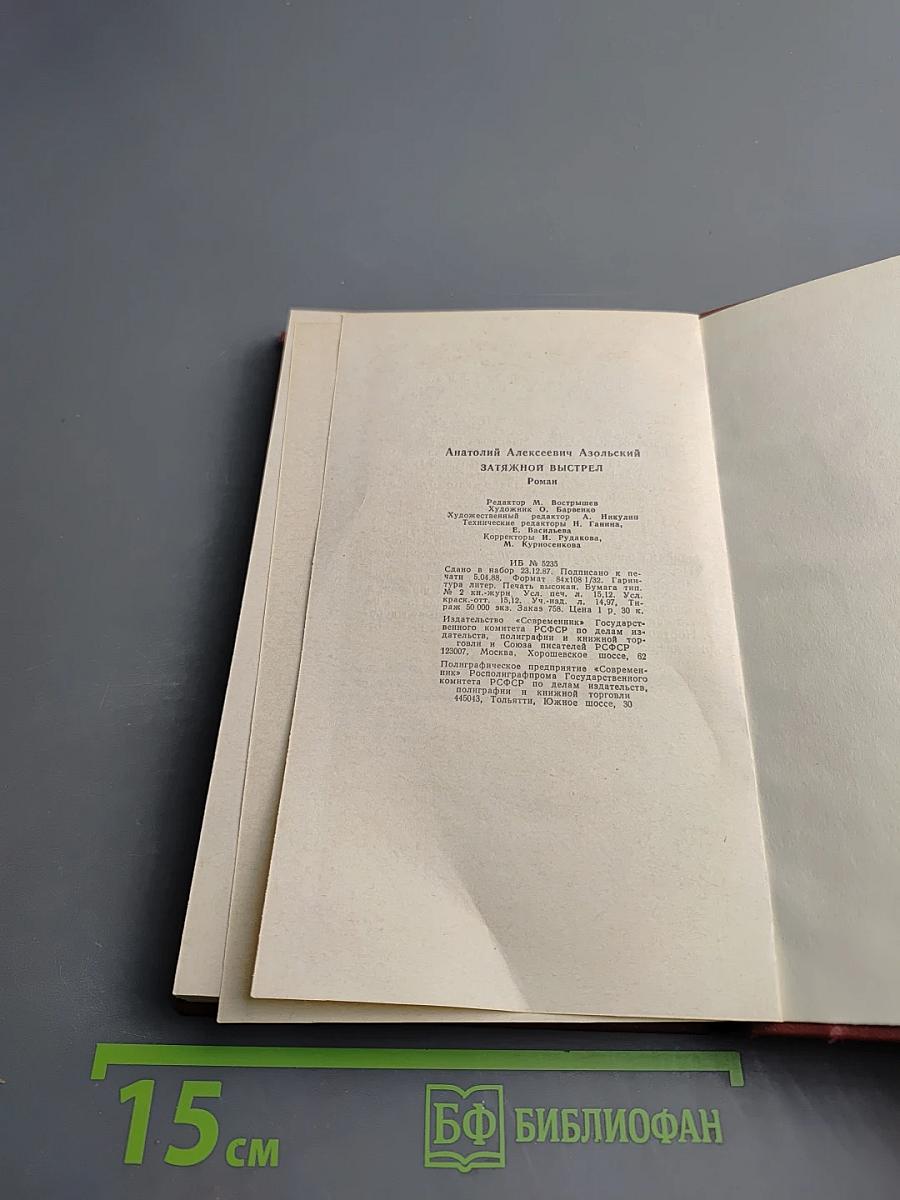 Анатолий Алексеевич Азольский
ЗАТЯЖНОЙ ВЫСТРЕЛ
Роман
Редактор М. Вострышев
Художник О. Барвенко
Художественный редактор А. Никулин
Технические редакторы Н. Ганина,
Е. Васильева
Корректоры И. Рудакова,
М. Курносенкова
ИБ № 5235
Сдано в набор 23.12.87. Подписано к пе-
чати 5.04.88. Формат 84х108 1/32. Гарни-
тура литер. Печать высокая. Бумага тип.
№ 2 кн.-журн. Усл. печ. л. 15,12. Усл.
краск.-отт. 15,12. Уч.-изд. л. 14,97. Ти-
раж 50 000 экз. Заказ 758. Цена 1 р. 30 к.
Издательство «Современник» Государст-
венного комитета РСФСР по делам из-
дательств, полиграфии и книжной тор-
говли и Союза писателей РСФСР
123007, Москва, Хорошевское шоссе, 62
Полиграфическое предприятие «Современ-
ник» Росполиграфпрома Государственного
комитета РСФСР по делам издательств,
полиграфии и книжной торговли
445043, Тольятти, Южное шоссе, 30
15 см
БФ БИБЛИОФАН